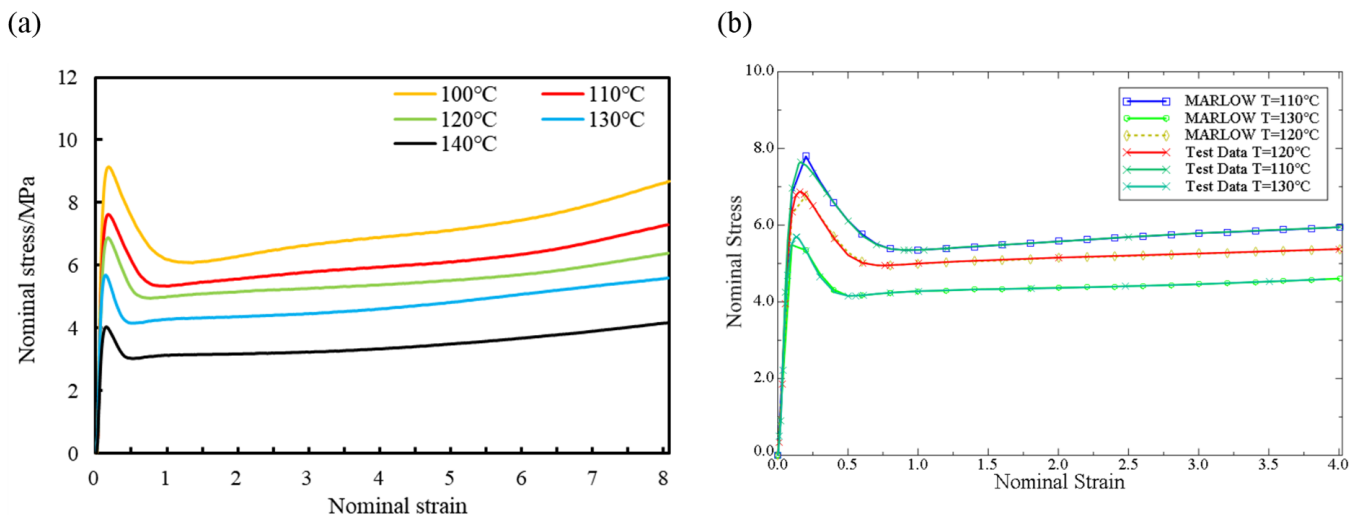 (a)
(b)
12
10
8
6
4
2
0
Nominal stress/MPa
100℃ 110℃
120℃ 130℃
140℃
0 1 2 3 4 5 6 7 8
Nominal strain
10.0
8.0
6.0
4.0
2.0
0.0
Nominal Stress
MARLOW T=110℃
MARLOW T=130℃
MARLOW T=120℃
Test Data T=120℃
Test Data T=110℃
Test Data T=130℃
0.0 0.5 1.0 1.5 2.0 2.5 3.0 3.5 4.0
Nominal Strain